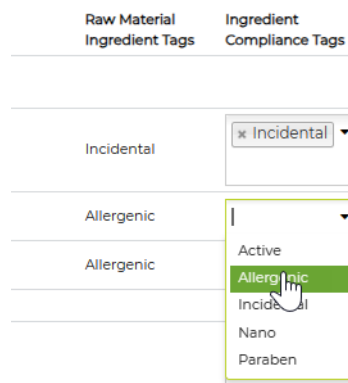 Raw Material
Ingredient Tags
Ingredient
Compliance Tags
Incidental
× Incidental
Allergenic
Active
Allergenic
Allergenic
Incidental
Nano
Paraben